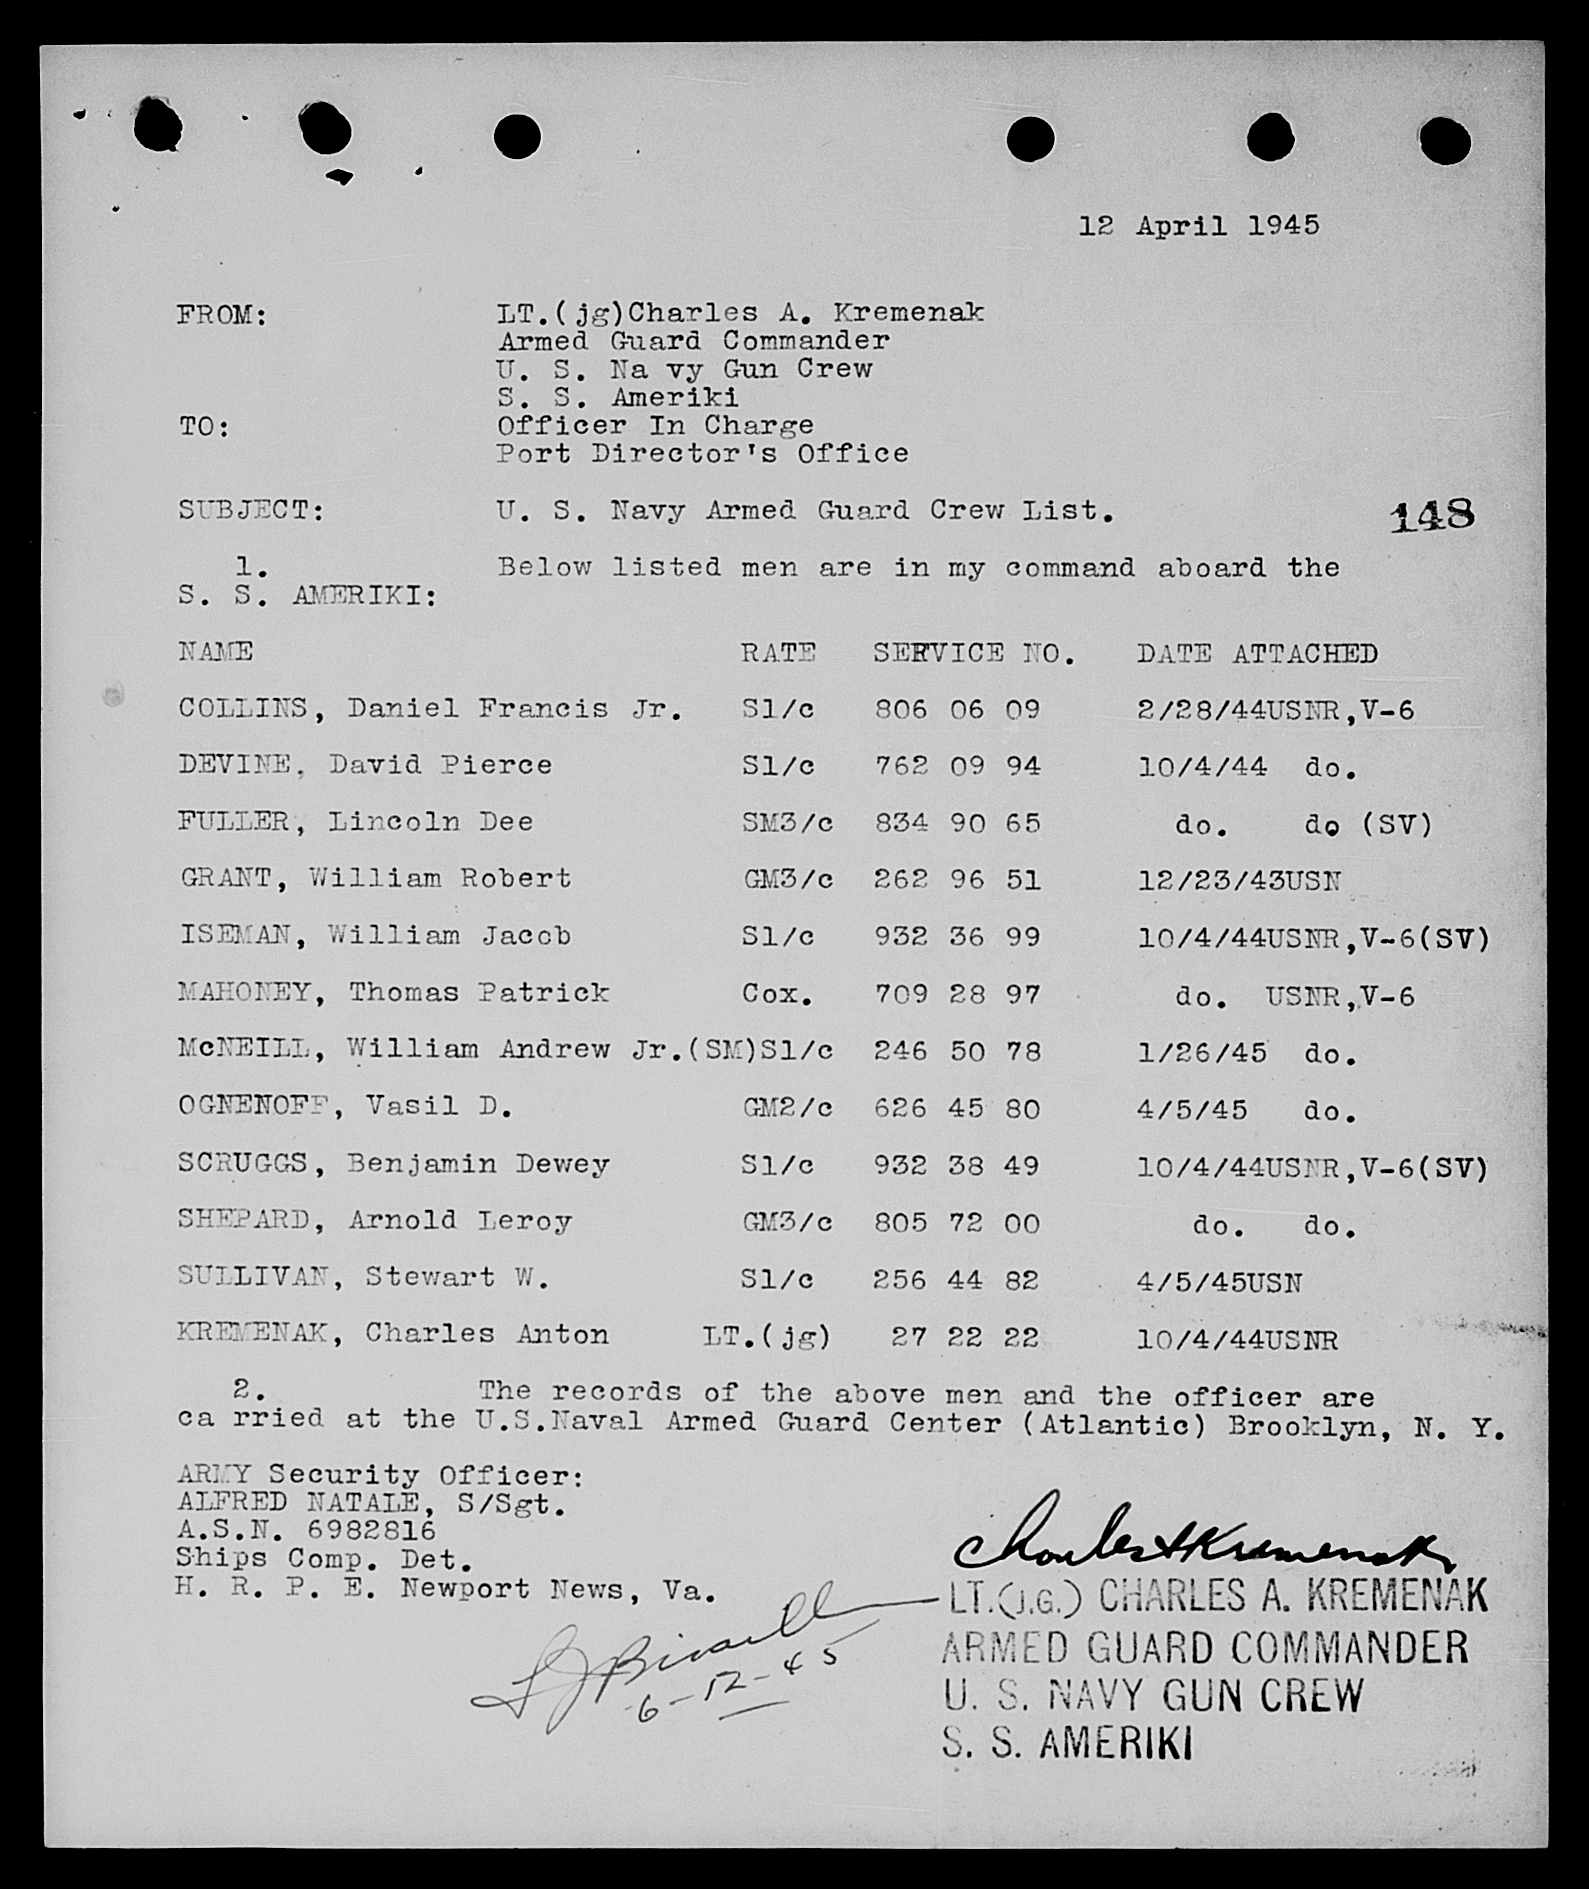 12 April 1945
FROM: LT.(jg)Charles A. Kremenak
Armed Guard Commander
U. S. Na vy Gun Crew
S. S. Ameriki
TO: Officer In Charge
Port Director's Office
SUBJECT: U. S. Navy Armed Guard Crew List.
148
1. Below listed men are in my command aboard the
S. S. AMERIKI:
NAME RATE SERVICE NO. DATE ATTACHED
COLLINS, Daniel Francis Jr. S1/c 806 06 09 2/28/44USNR,V-6
DEVINE, David Pierce S1/c 762 09 94 10/4/44 do.
FULLER, Lincoln Dee SM3/c 834 90 65 do. do (SV)
GRANT, William Robert GM3/c 262 96 51 12/23/43USN
ISEMAN, William Jacob S1/c 932 36 99 10/4/44USNR,V-6(SV)
MAHONEY, Thomas Patrick Cox. 709 28 97 do. USNR,V-6
McNEILL, William Andrew Jr.(SM)S1/c 246 50 78 1/26/45 do.
OGNENOFF, Vasil D. GM2/c 626 45 80 4/5/45 do.
SCRUGGS, Benjamin Dewey S1/c 932 38 49 10/4/44USNR,V-6(SV)
SHEPARD, Arnold Leroy GM3/c 805 72 00 do. do.
SULLIVAN, Stewart W. S1/c 256 44 82 4/5/45USN
KREMENAK, Charles Anton LT.(jg) 27 22 22 10/4/44USNR
2. The records of the above men and the officer are
ca rried at the U.S.Naval Armed Guard Center (Atlantic) Brooklyn, N. Y.
ARMY Security Officer:
ALFRED NATALE, S/Sgt.
A.S.N. 6982816
Ships Comp. Det.
H. R. P. E. Newport News, Va.
Charles A Kremenak
LT.(J.G.) CHARLES A. KREMENAK
ARMED GUARD COMMANDER
U. S. NAVY GUN CREW
S. S. AMERIKI
6-12-45